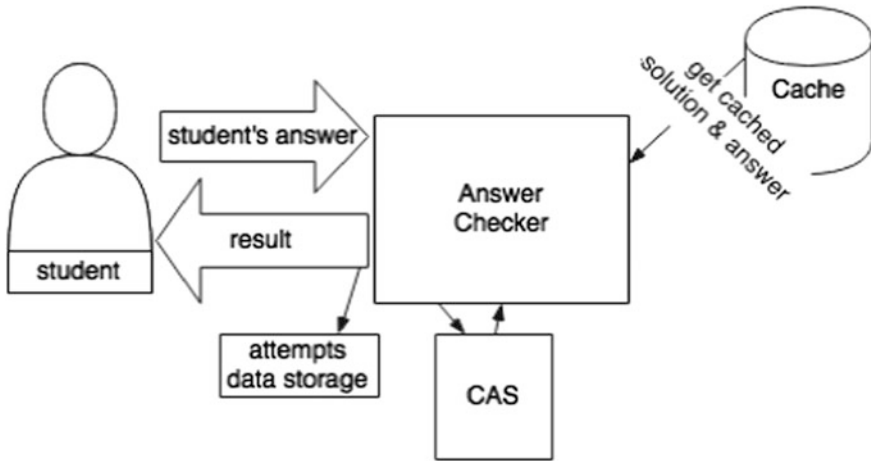 student's answer
result
student
Answer
Checker
get cached
solution & answer
Cache
attempts
data storage
CAS